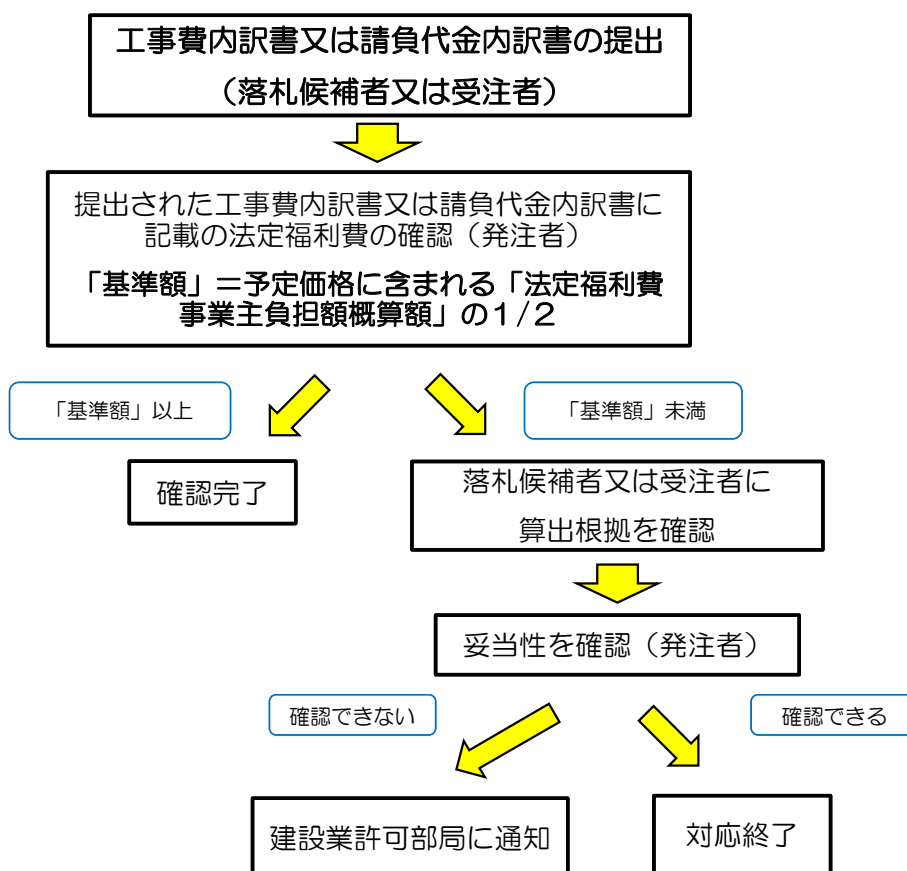 工事費内訳書又は請負代金内訳書の提出
（落札候補者又は受注者）
提出された工事費内訳書又は請負代金内訳書に
記載の法定福利費の確認（発注者）
「基準額」＝予定価格に含まれる「法定福利費
事業主負担額概算額」の１/２
「基準額」以上
「基準額」未満
確認完了
落札候補者又は受注者に
算出根拠を確認
妥当性を確認（発注者）
確認できない
確認できる
建設業許可部局に通知
対応終了